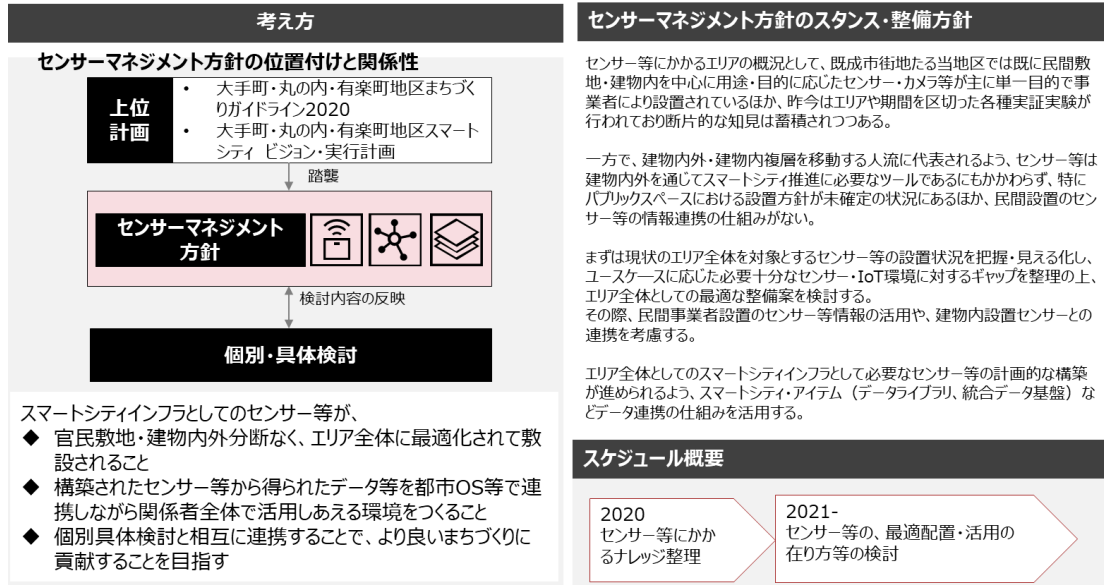 考え方
センサーマネジメント方針の位置付けと関係性
上位
計画
• 大手町・丸の内・有楽町地区まちづく
りガイドライン2020
• 大手町・丸の内・有楽町地区スマート
シティ ビジョン・実行計画
踏襲
センサーマネジメント
方針
検討内容の反映
個別・具体検討
スマートシティインフラとしてのセンサー等が、
◆ 官民敷地・建物内外分断なく、エリア全体に最適化されて敷
設されること
◆ 構築されたセンサー等から得られたデータ等を都市OS等で連
携しながら関係者全体で活用しあえる環境をつくること
◆ 個別具体検討と相互に連携することで、より良いまちづくりに
貢献することを目指す
センサーマネジメント方針のスタンス・整備方針
センサー等にかかるエリアの概況として、既成市街地たる当地区では既に民間敷
地・建物内を中心に用途・目的に応じたセンサー・カメラ等が主に単一目的で事
業者により設置されているほか、昨今はエリアや期間を区切った各種実証実験が
行われており断片的な知見は蓄積されつつある。
一方で、建物内外・建物内複層を移動する人流に代表されるよう、センサー等は
建物内外を通じてスマートシティ推進に必要なツールであるにもかかわらず、特に
パブリックスペースにおける設置方針が未確定の状況にあるほか、民間設置のセン
サー等の情報連携の仕組みがない。
まずは現状のエリア全体を対象とするセンサー等の設置状況を把握・見える化し、
ユースケースに応じた必要十分なセンサー・IoT環境に対するギャップを整理の上、
エリア全体としての最適な整備案を検討する。
その際、民間事業者設置のセンサー等情報の活用や、建物内設置センサーとの
連携を考慮する。
エリア全体としてのスマートシティインフラとして必要なセンサー等の計画的な構築
が進められるよう、スマートシティ・アイテム（データライブラリ、統合データ基盤）な
どデータ連携の仕組みを活用する。
スケジュール概要
2020
センサー等にかか
るナレッジ整理
2021-
センサー等の、最適配置・活用の
在り方等の検討